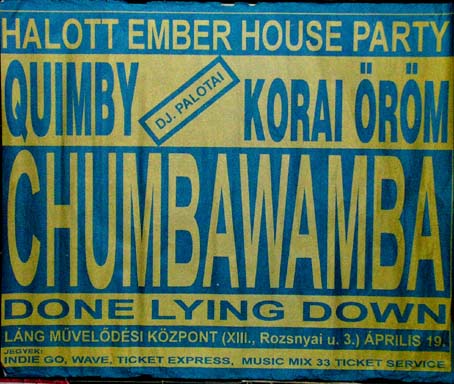 HALOTT EMBER HOUSE PARTY
QUIMBY
DJ. PALOTAI
KORAI ÖRÖM
CHUMBAWAMBA
DONE LYING DOWN
LÁNG MŰVELŐDÉSI KÖZPONT (XIII., Rozsnyai u. 3.) ÁPRILIS 19.
JEGYEK:
INDIE GO, WAVE, TICKET EXPRESS, MUSIC MIX 33 TICKET SERVICE